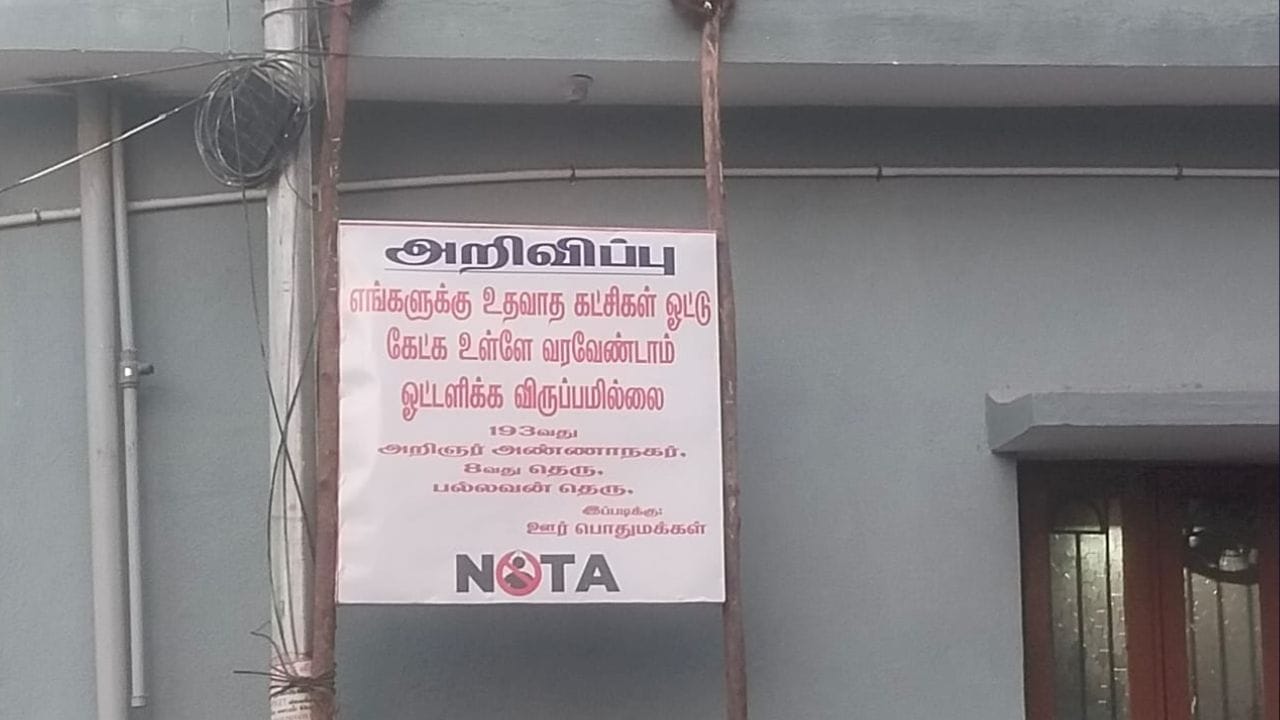 அறிவிப்பு
எங்களுக்கு உதவாத கட்சிகள் ஓட்டு
கேட்க உள்ளே வரவேண்டாம்
ஓட்டளிக்க விருப்பமில்லை
193வது
அறிஞர் அண்ணாநகர்,
8வது தெரு,
பல்லவன் தெரு,
இப்படிக்கு:
ஊர் பொதுமக்கள்
NOTA